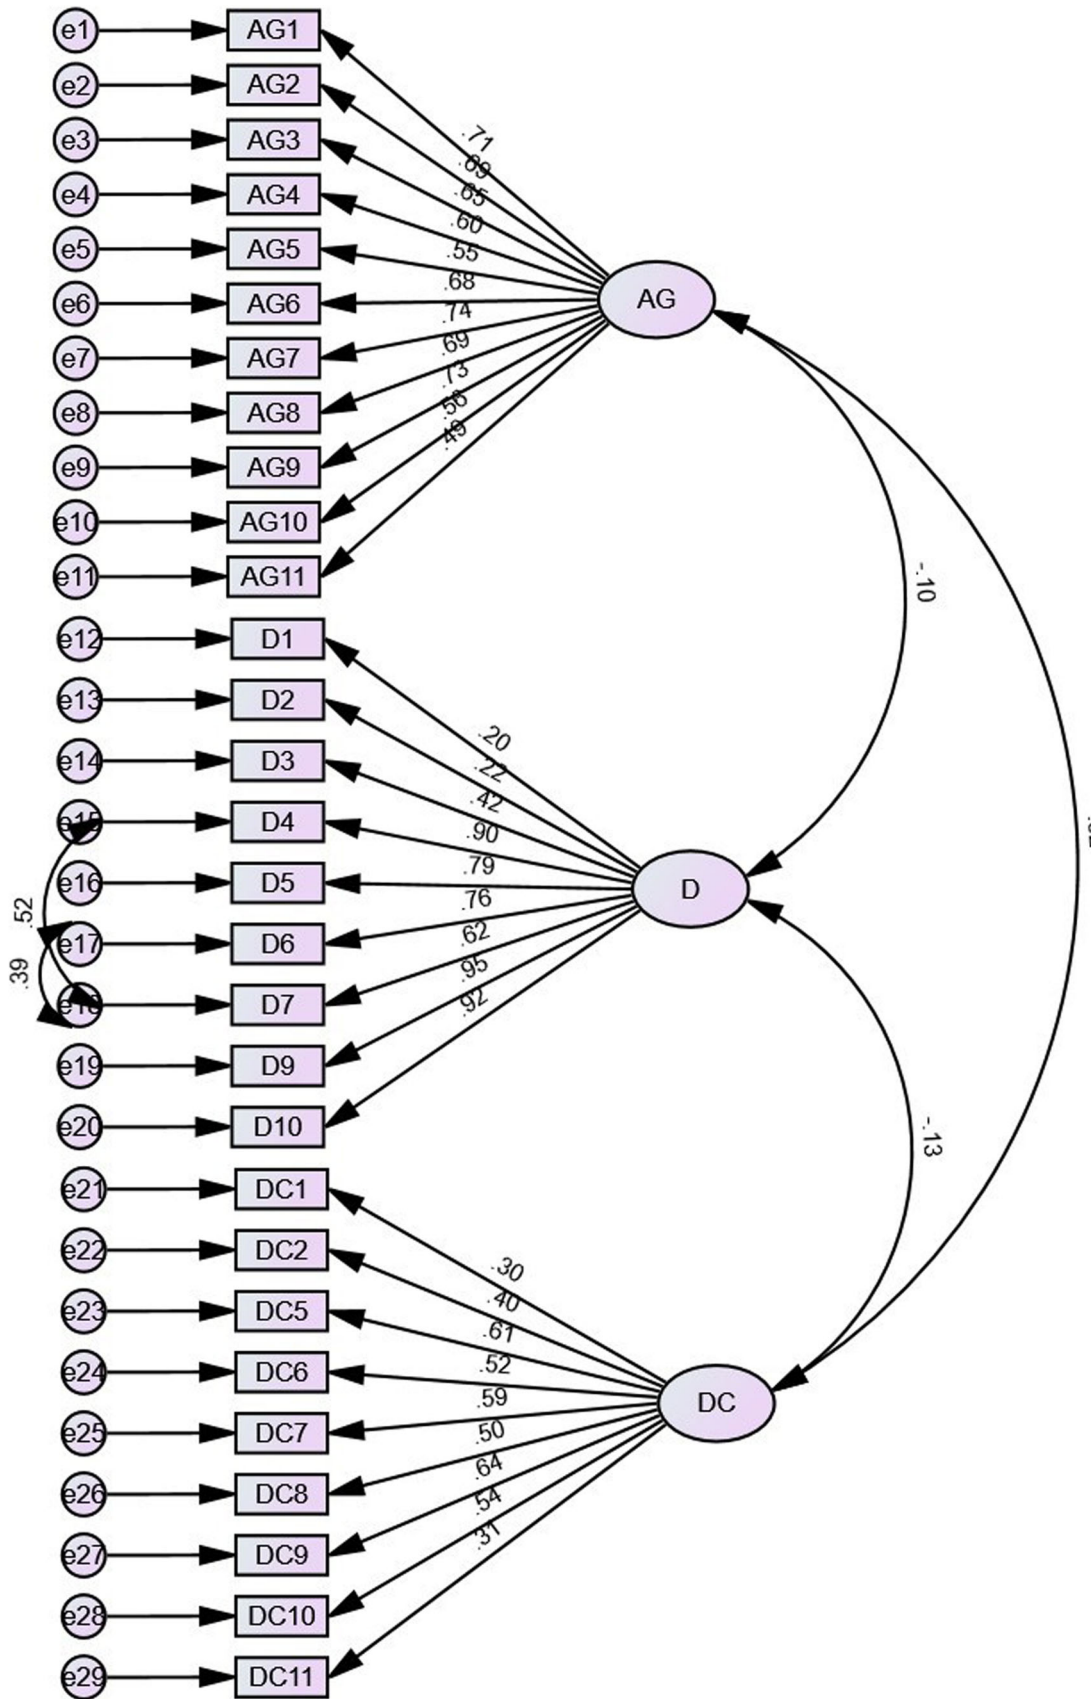 e1 AG1
e2 AG2
e3 AG3
e4 AG4
e5 AG5
e6 AG6
e7 AG7
e8 AG8
e9 AG9
e10 AG10
e11 AG11
.71
.69
.65
.60
.55
.68
.74
.69
.73
.56
.49
AG
-.10
e12 D1
e13 D2
e14 D3
e15 D4
e16 D5
e17 D6
e18 D7
e19 D9
e20 D10
.52
.39
.20
.22
.42
.90
.79
.76
.62
.95
.92
D
-.13
e21 DC1
e22 DC2
e23 DC5
e24 DC6
e25 DC7
e26 DC8
e27 DC9
e28 DC10
e29 DC11
.30
.40
.61
.52
.59
.50
.64
.54
.31
DC